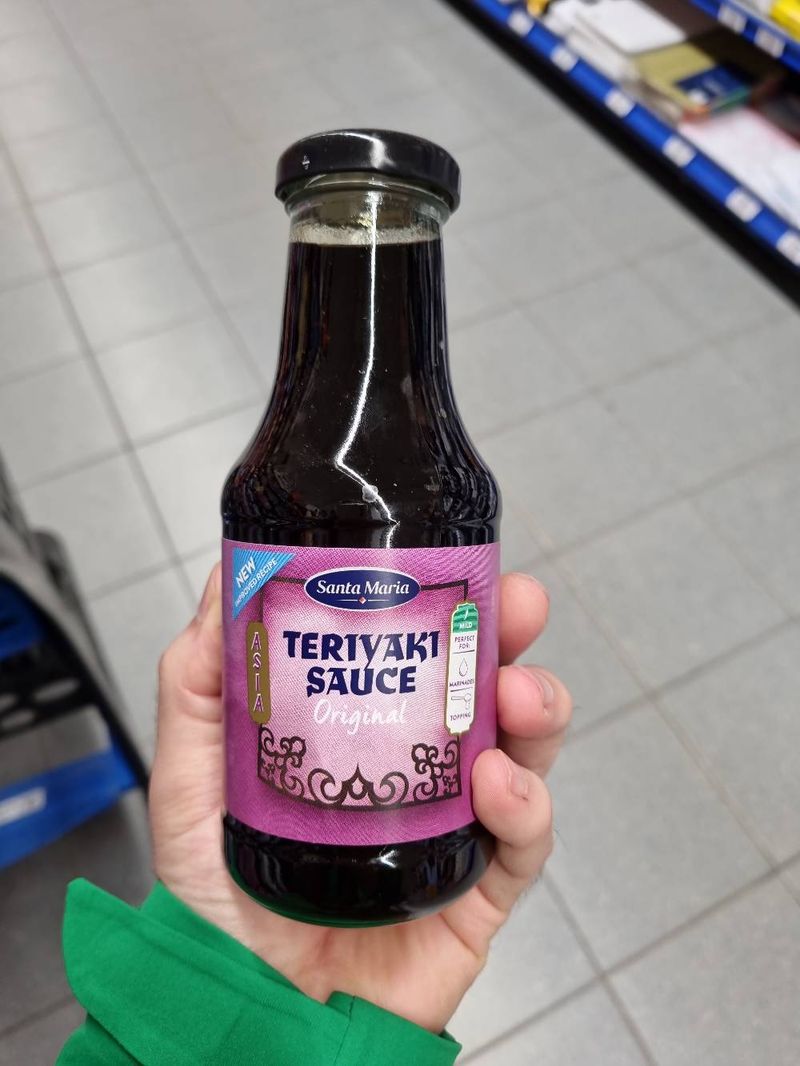 NEW
IMPROVED RECIPE
Santa Maria
ASIA
TERIYAKI
SAUCE
Original
MILD
PERFECT
FOR:
MARINADES
TOPPING